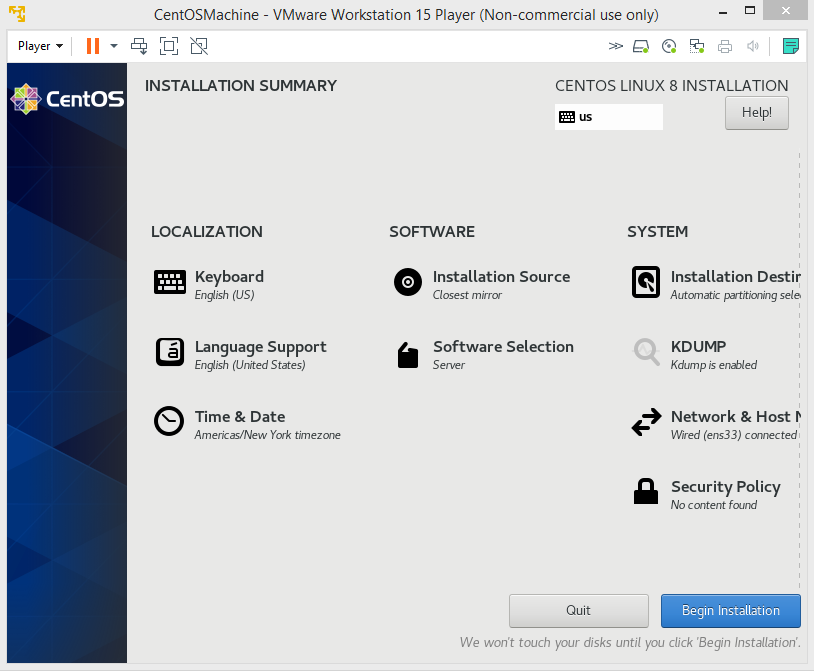 CentOSMachine - VMware Workstation 15 Player (Non-commercial use only)
Player
CentOS
INSTALLATION SUMMARY
CENTOS LINUX 8 INSTALLATION
us
Help!
LOCALIZATION
Keyboard
English (US)
Language Support
English (United States)
Time & Date
Americas/New York timezone
SOFTWARE
Installation Source
Closest mirror
Software Selection
Server
SYSTEM
Installation Destin
Automatic partitioning sele
KDUMP
Kdump is enabled
Network & Host N
Wired (ens33) connected
Security Policy
No content found
Quit
Begin Installation
We won't touch your disks until you click 'Begin Installation'.